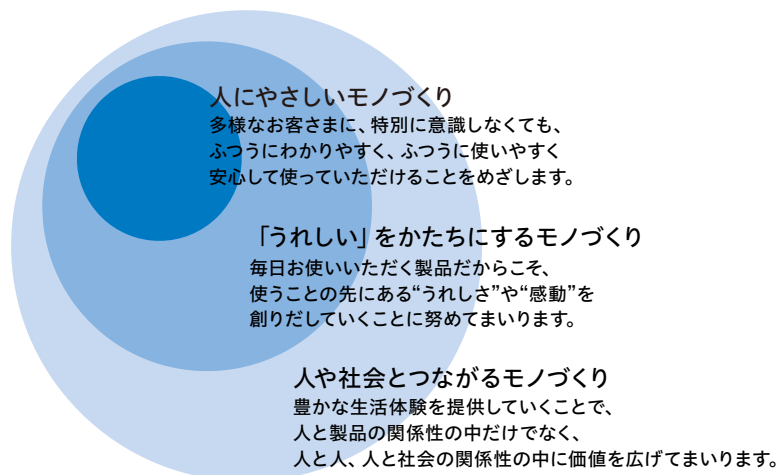 人にやさしいモノづくり
多様なお客さまに、特別に意識しなくても、
ふつうにわかりやすく、ふつうに使いやすく
安心して使っていただけることをめざします。
「うれしい」をかたちにするモノづくり
毎日お使いいただく製品だからこそ、
使うことの先にある“うれしさ”や“感動”を
創りだしていくことに努めてまいります。
人や社会とつながるモノづくり
豊かな生活体験を提供していくことで、
人と製品の関係性の中だけでなく、
人と人、人と社会の関係性の中に価値を広げてまいります。